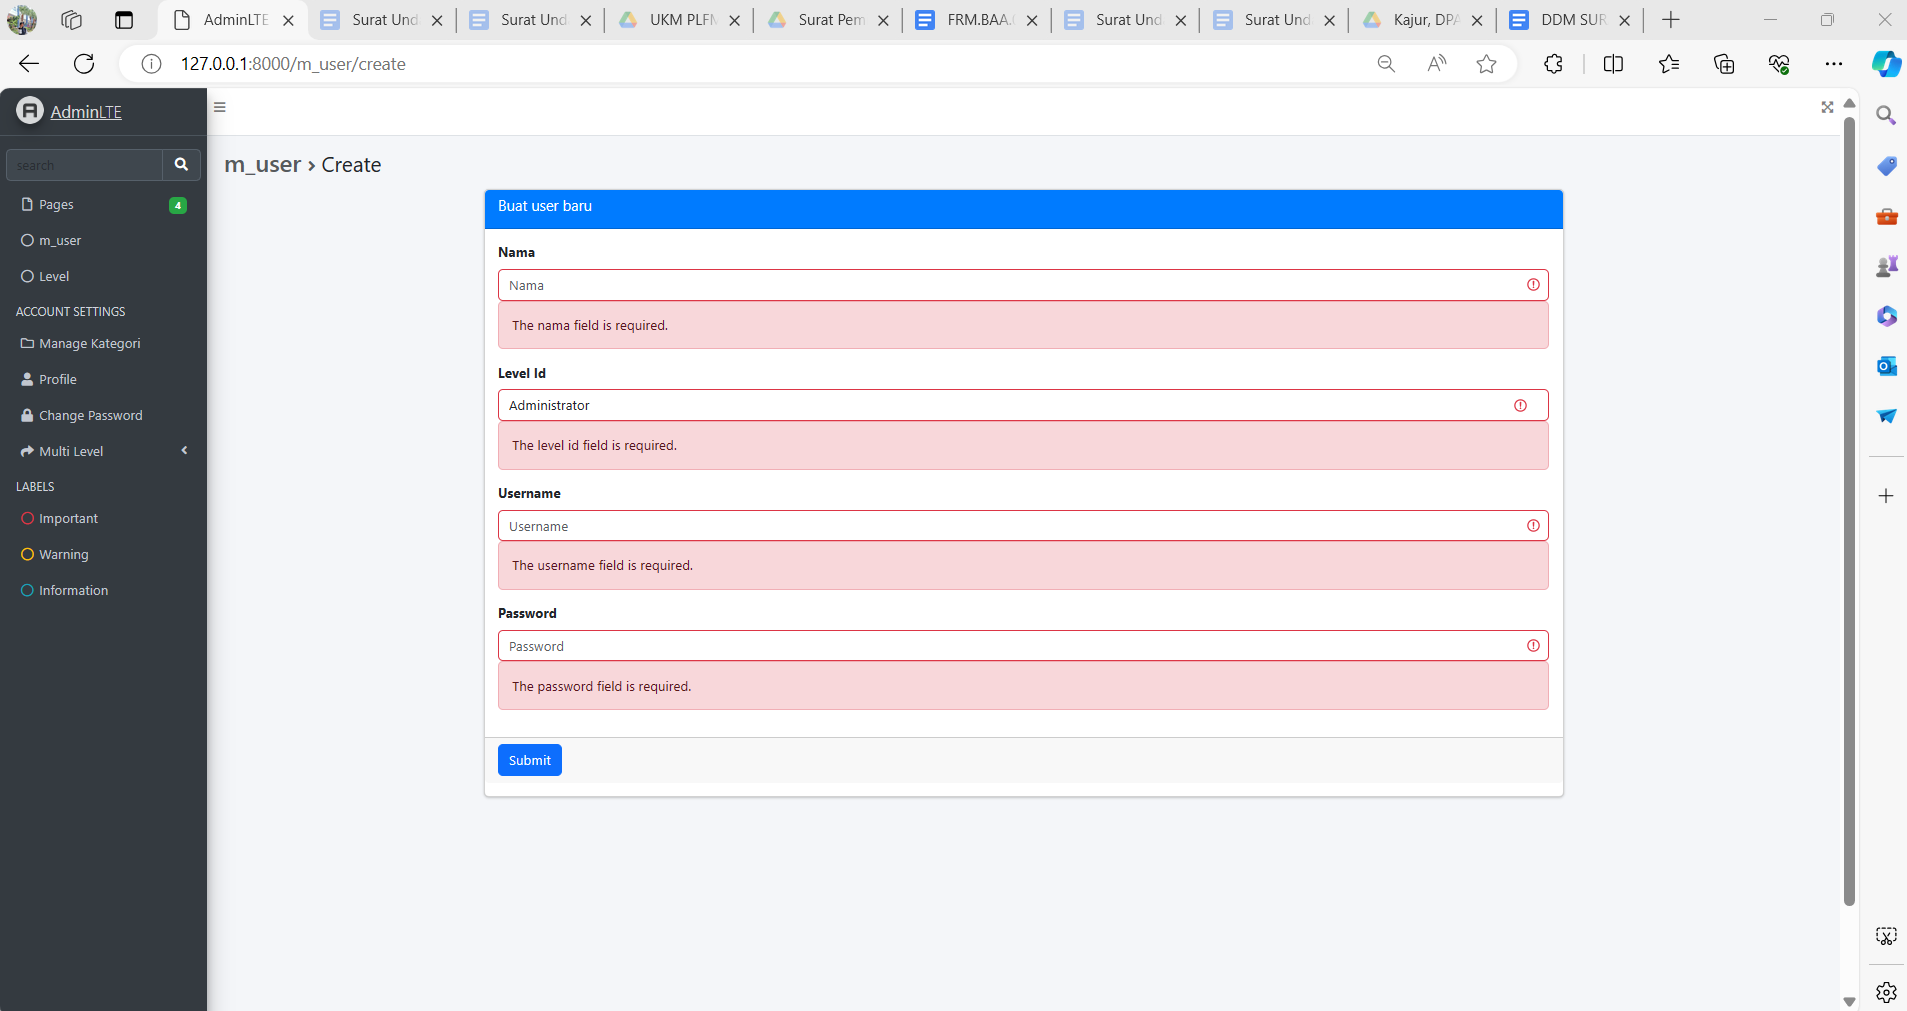 AdminLTE
Surat Und
Surat Und
UKM PLFM
Surat Pem
FRM.BAA.
Surat Und
Surat Und
Kajur, DPA
DDM SUR
127.0.0.1:8000/m_user/create
AdminLTE
search
Pages
4
m_user
Level
ACCOUNT SETTINGS
Manage Kategori
Profile
Change Password
Multi Level
LABELS
Important
Warning
Information
m_user › Create
Buat user baru
Nama
Nama
The nama field is required.
Level Id
Administrator
The level id field is required.
Username
Username
The username field is required.
Password
Password
The password field is required.
Submit